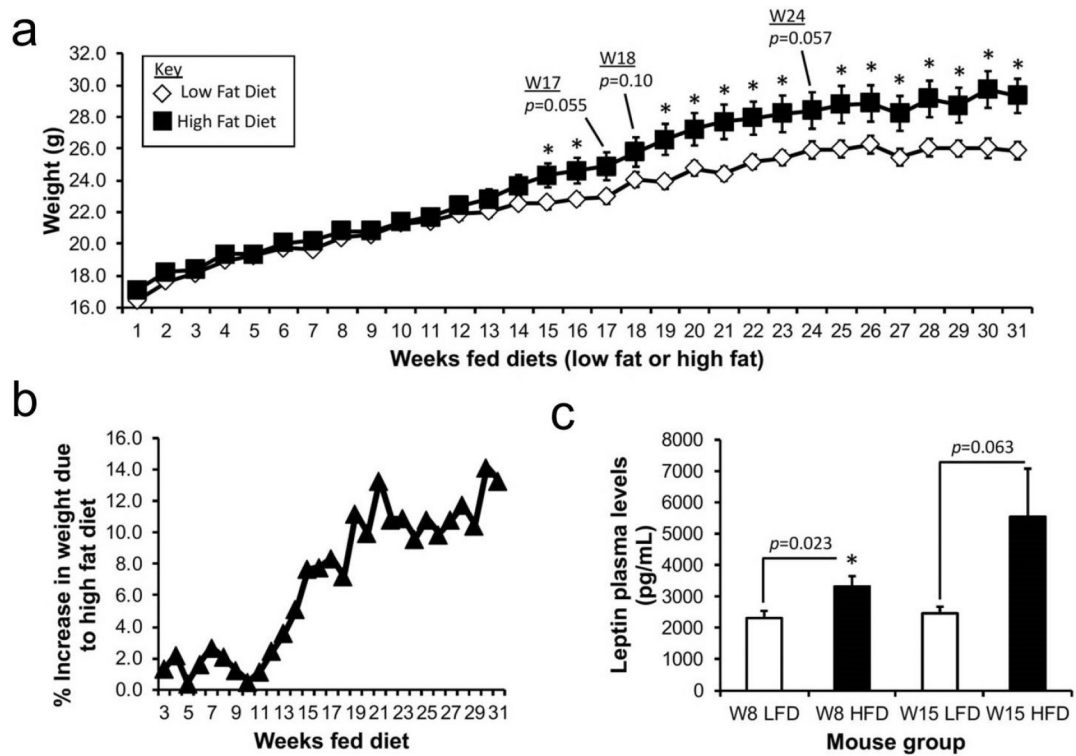 a
32.0
30.0
28.0
26.0
24.0
22.0
20.0
18.0
16.0
Weight (g)
Key
Low Fat Diet
High Fat Diet
W17
p=0.055
W18
p=0.10
W24
p=0.057
* * * * * * * * * * * * * *
1 2 3 4 5 6 7 8 9 10 11 12 13 14 15 16 17 18 19 20 21 22 23 24 25 26 27 28 29 30 31
Weeks fed diets (low fat or high fat)
b
16.0
14.0
12.0
10.0
8.0
6.0
4.0
2.0
0.0
% Increase in weight due
to high fat diet
3 5 7 9 11 13 15 17 19 21 23 25 27 29 31
Weeks fed diet
c
8000
7000
6000
5000
4000
3000
2000
1000
0
Leptin plasma levels
(pg/mL)
p=0.023
*
p=0.063
W8 LFD W8 HFD W15 LFD W15 HFD
Mouse group